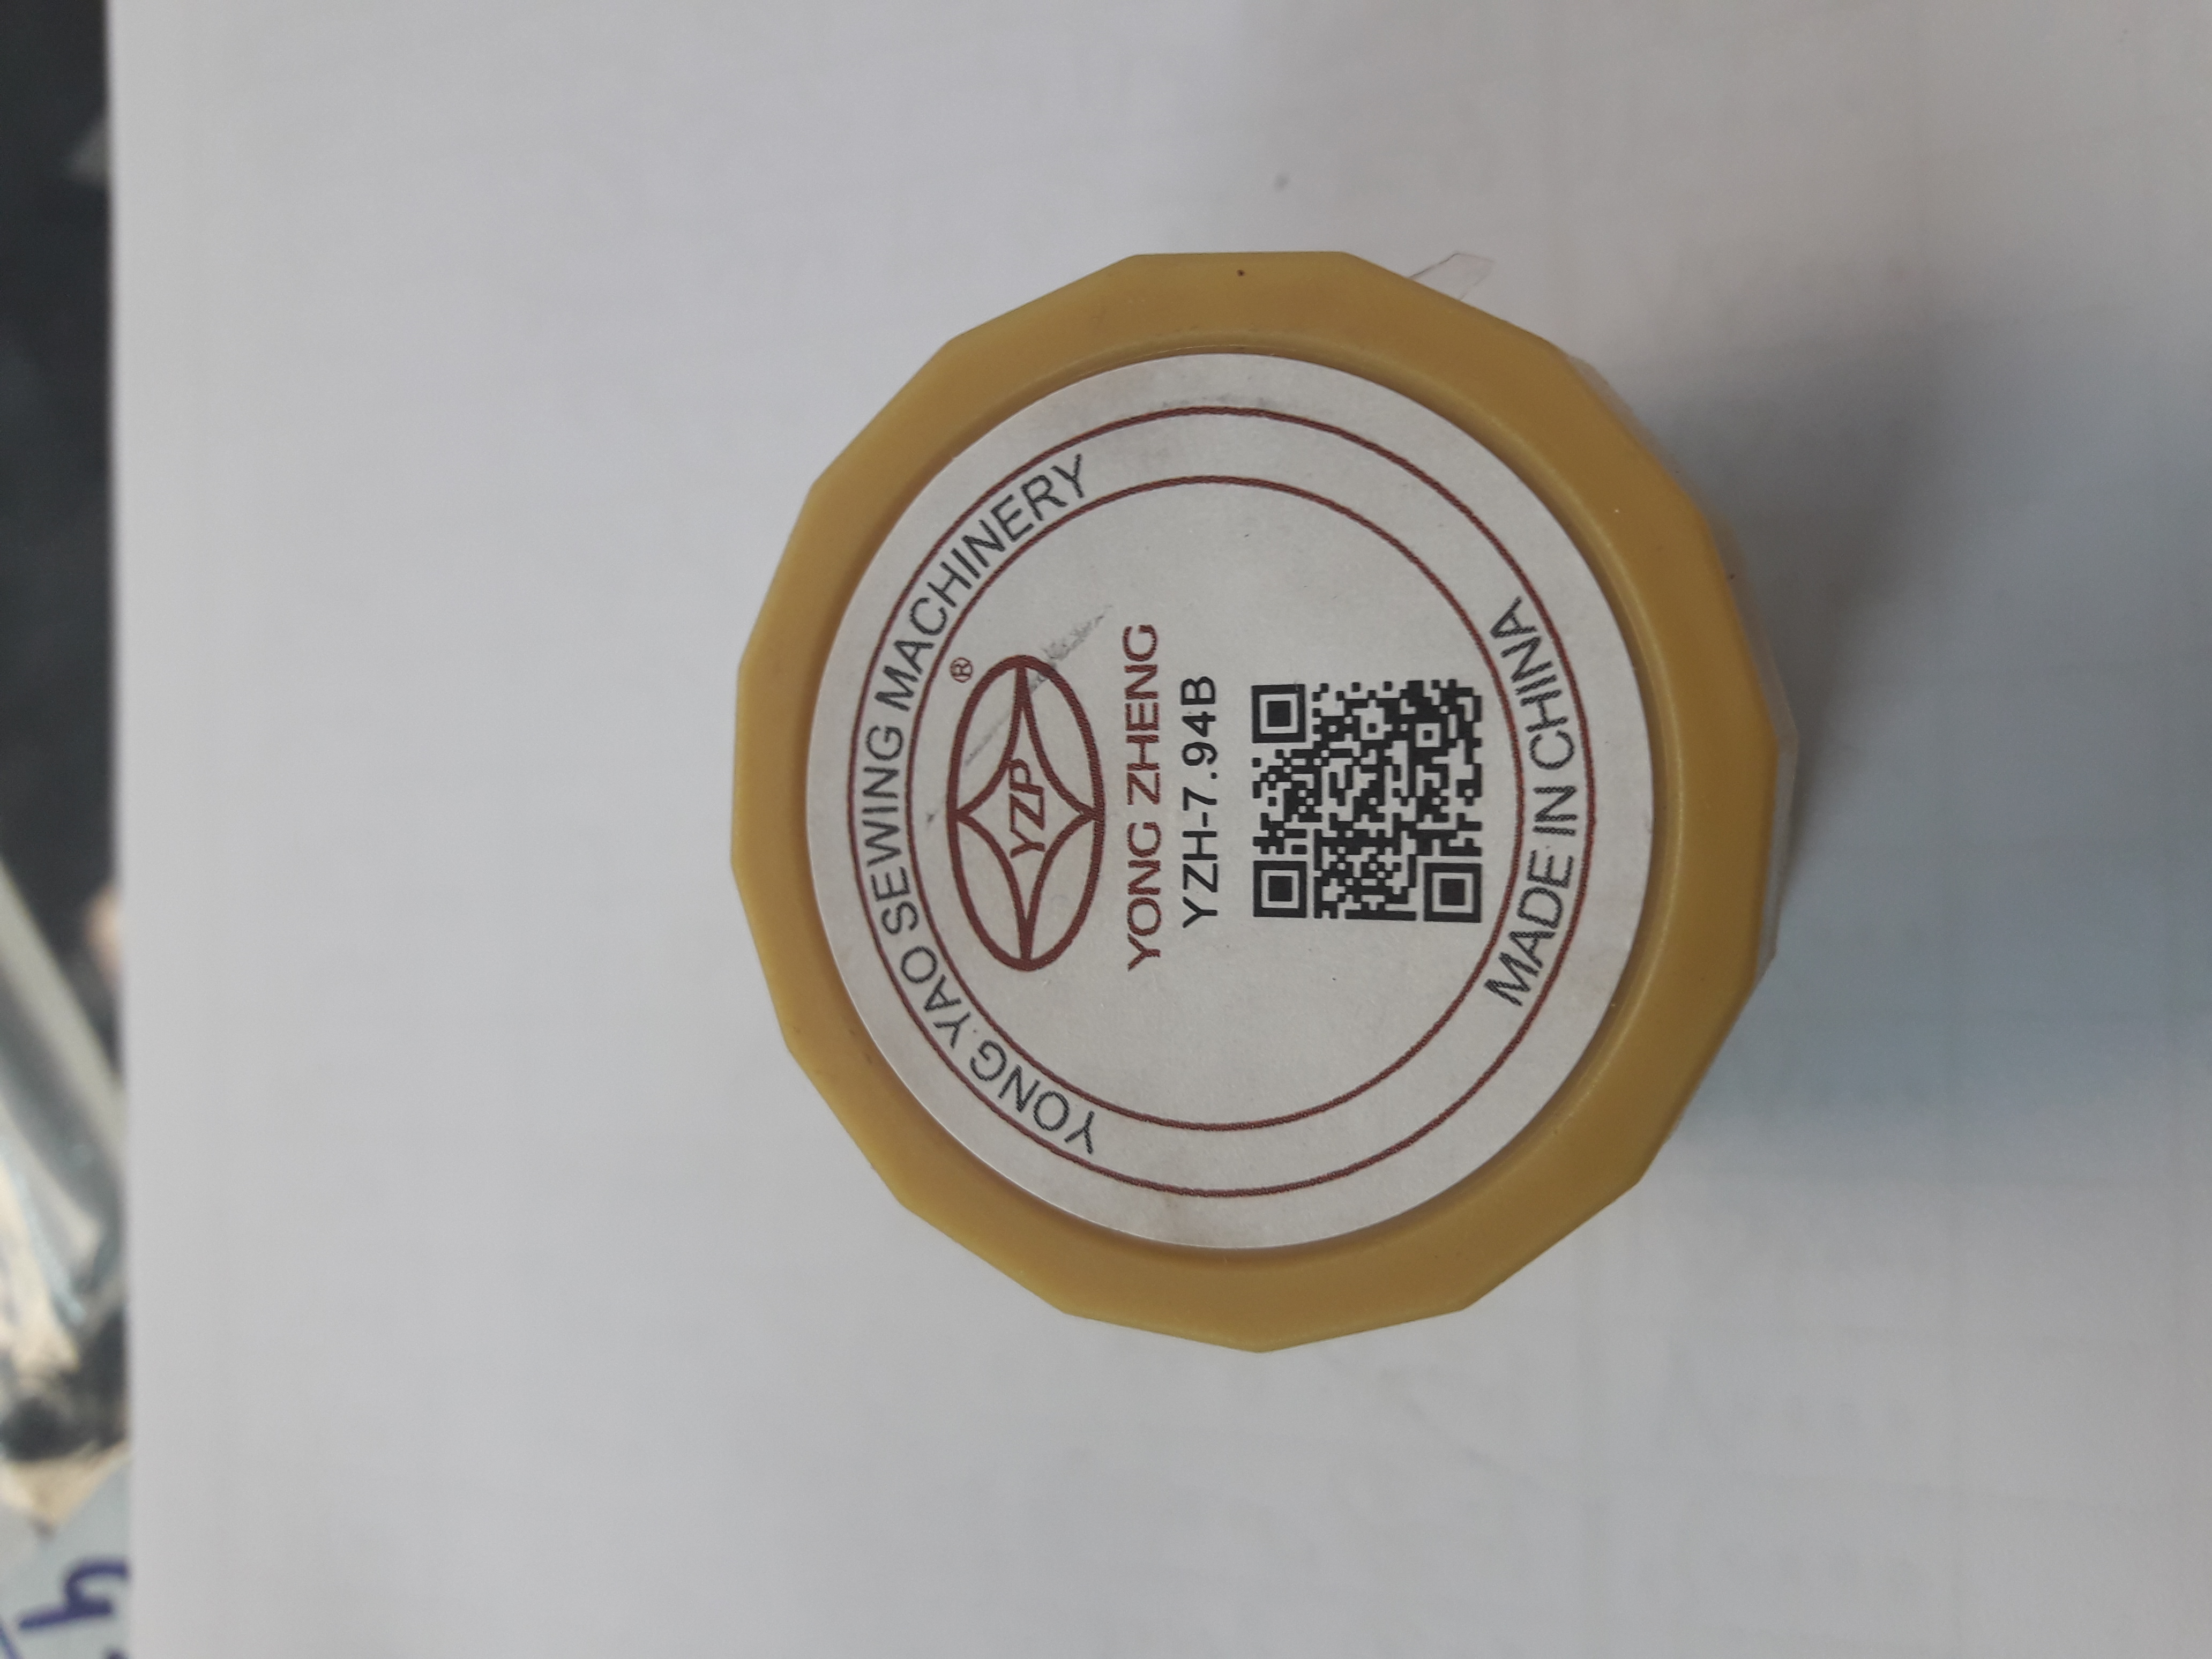 YONG YAO SEWING MACHINERY
®
YZP
YONG ZHENG
YZH-7.94B
MADE IN CHINA